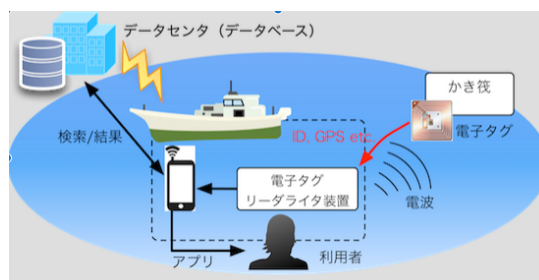 データセンタ（データベース）
かき筏
電子タグ
ID, GPS etc.
検索/結果
電子タグ
リーダライタ装置
電波
アプリ
利用者